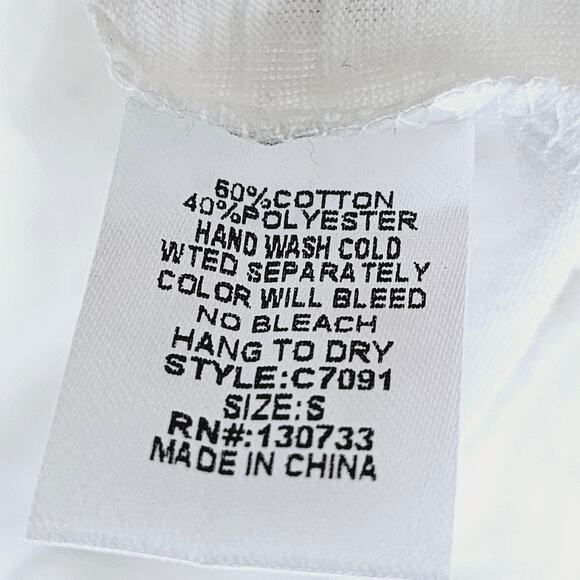 60%COTTON
40%POLYESTER
HAND WASH COLD
WTED SEPARATELY
COLOR WILL BLEED
NO BLEACH
HANG TO DRY
STYLE:C7091
SIZE:S
RN#:130733
MADE IN CHINA